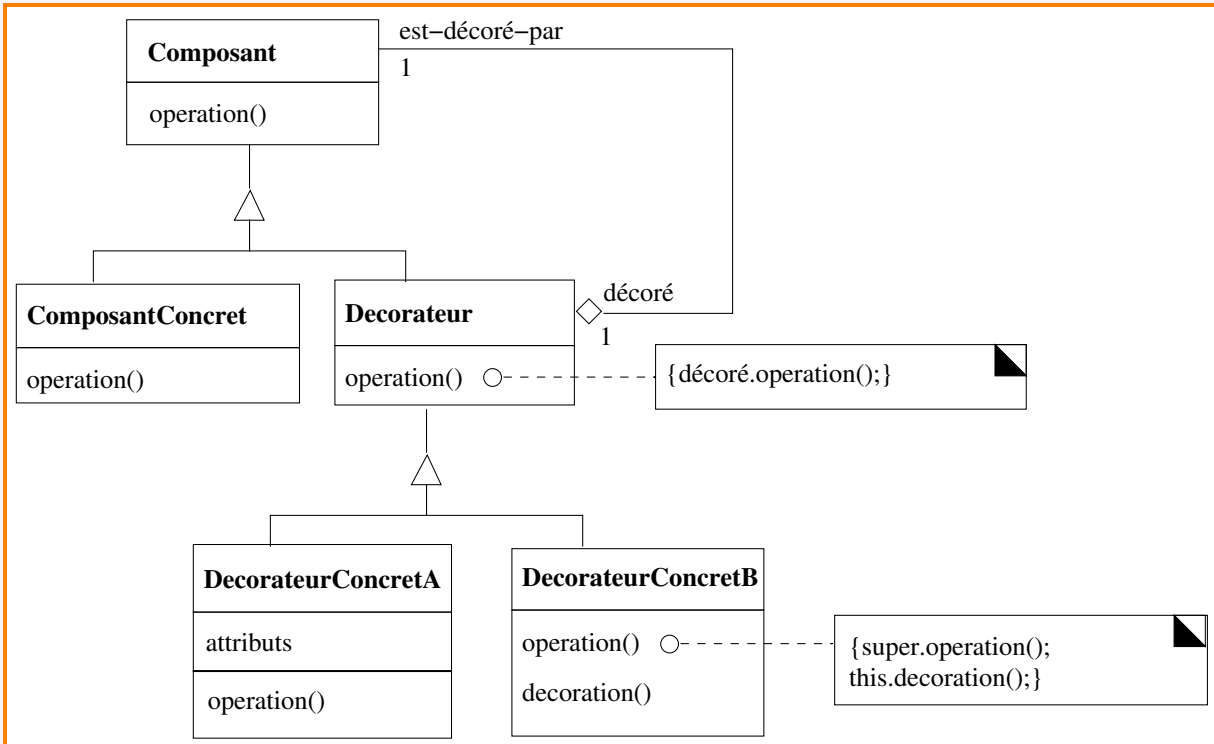 est−décoré−par
Composant
1
operation()
décoré
ComposantConcret
Decorateur
1
operation()
operation()
{décoré.operation();}
DecorateurConcretA
DecorateurConcretB
attributs
operation()
{super.operation();
this.decoration();}
operation()
decoration()